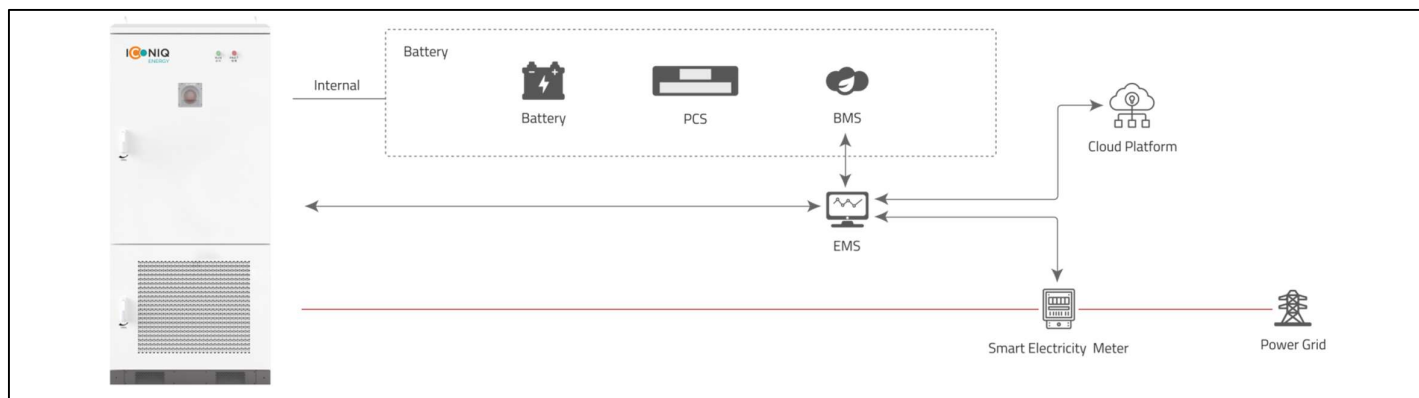 ICONIQ
ENERGY
Internal
Battery
Battery
PCS
BMS
Cloud Platform
EMS
Smart Electricity Meter
Power Grid